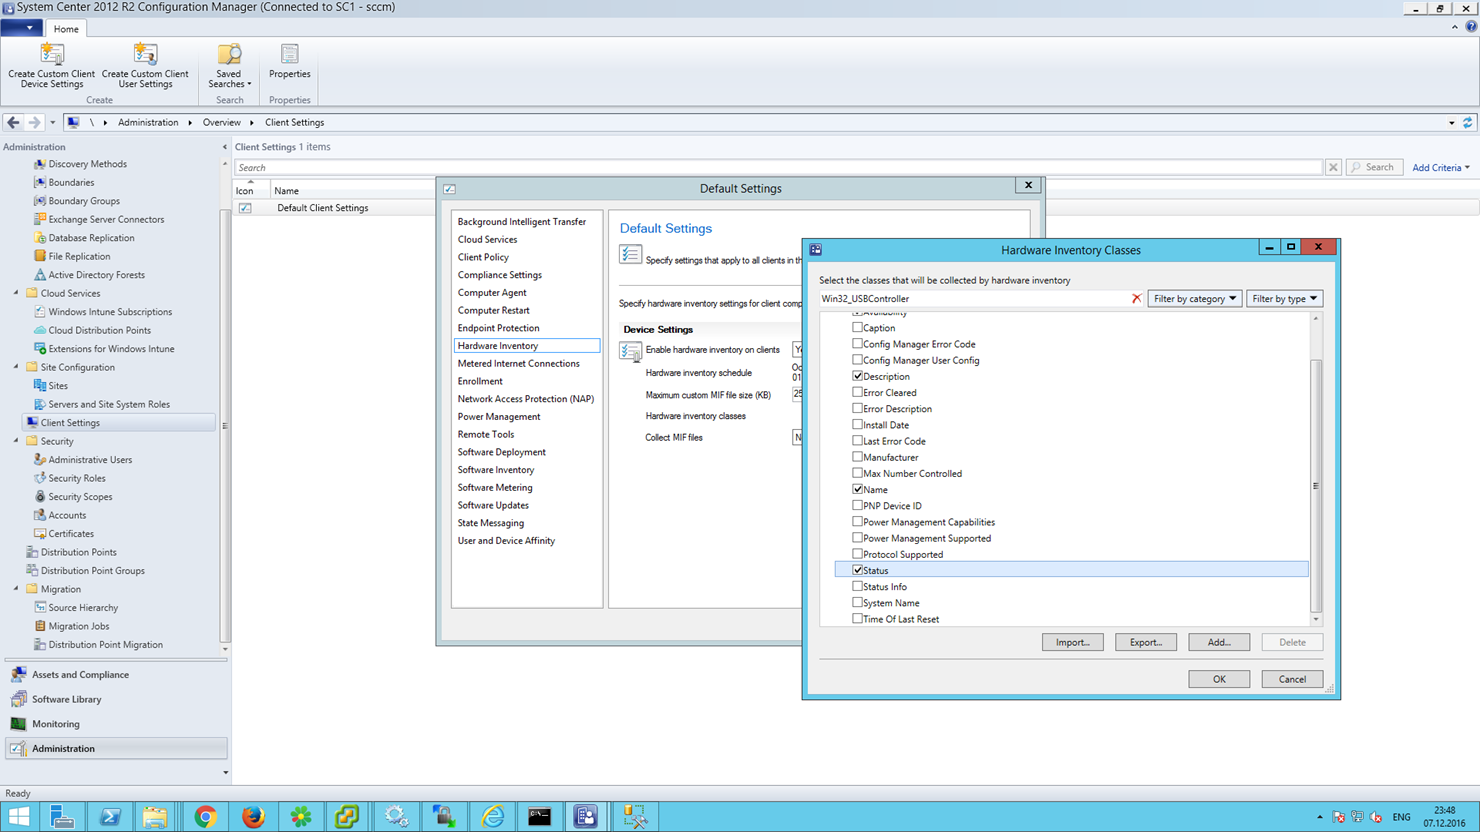 System Center 2012 R2 Configuration Manager (Connected to SC1 - sccm)
Home
Create Custom Client Device Settings
Create Custom Client User Settings
Saved Searches
Properties
Create
Search
Properties
\ Administration Overview Client Settings
Administration
Discovery Methods
Boundaries
Boundary Groups
Exchange Server Connectors
Database Replication
File Replication
Active Directory Forests
Cloud Services
Windows Intune Subscriptions
Cloud Distribution Points
Extensions for Windows Intune
Site Configuration
Sites
Servers and Site System Roles
Client Settings
Security
Administrative Users
Security Roles
Security Scopes
Accounts
Certificates
Distribution Points
Distribution Point Groups
Migration
Source Hierarchy
Migration Jobs
Distribution Point Migration
Assets and Compliance
Software Library
Monitoring
Administration
Client Settings 1 items
Search
Search
Add Criteria
Icon
Name
Default Client Settings
Default Settings
x
Background Intelligent Transfer
Cloud Services
Client Policy
Compliance Settings
Computer Agent
Computer Restart
Endpoint Protection
Hardware Inventory
Metered Internet Connections
Enrollment
Network Access Protection (NAP)
Power Management
Remote Tools
Software Deployment
Software Inventory
Software Metering
Software Updates
State Messaging
User and Device Affinity
Default Settings
Specify settings that apply to all clients in th
Specify hardware inventory settings for client comp
Device Settings
Enable hardware inventory on clients
Hardware inventory schedule
Oc
01
Maximum custom MIF file size (KB)
25
Hardware inventory classes
Collect MIF files
N
Hardware Inventory Classes
Select the classes that will be collected by hardware inventory
Win32_USBController
Filter by category
Filter by type
Availability
Caption
Config Manager Error Code
Config Manager User Config
Description
Error Cleared
Error Description
Install Date
Last Error Code
Manufacturer
Max Number Controlled
Name
PNP Device ID
Power Management Capabilities
Power Management Supported
Protocol Supported
Status
Status Info
System Name
Time Of Last Reset
Import...
Export...
Add...
Delete
OK
Cancel
Ready
ENG
23:48
07.12.2016